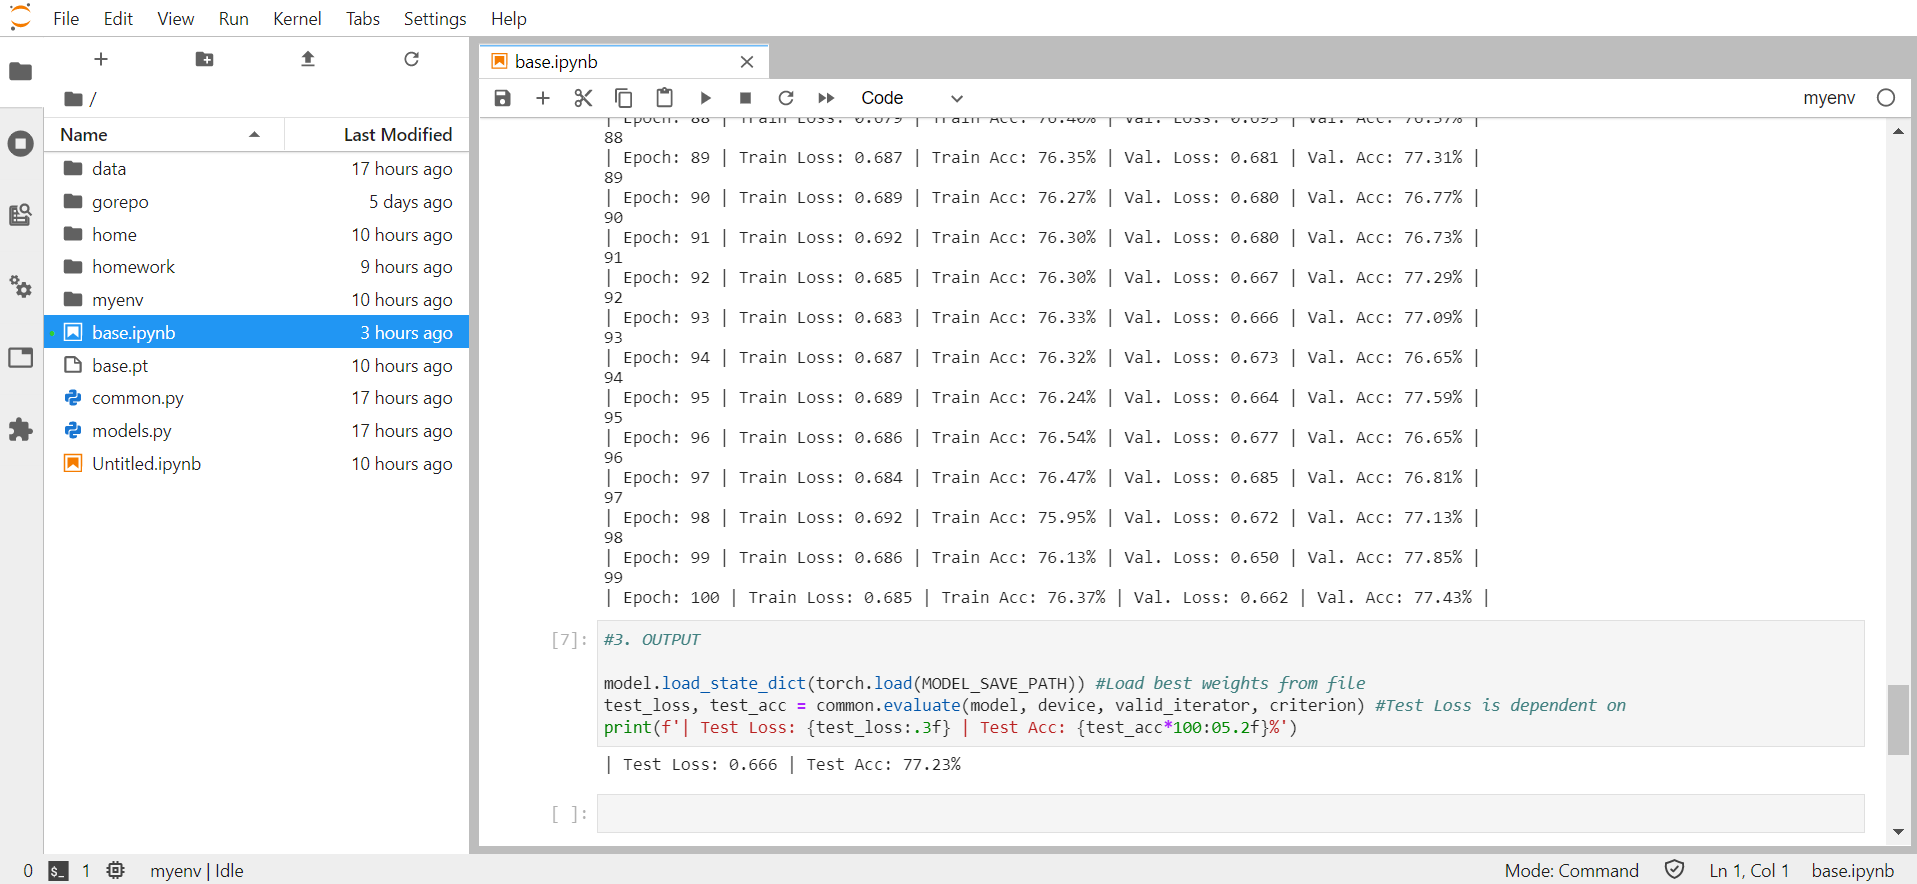 File Edit View Run Kernel Tabs Settings Help
base.ipynb
/
Code
myenv
Name Last Modified
data 17 hours ago
gorepo 5 days ago
home 10 hours ago
homework 9 hours ago
myenv 10 hours ago
base.ipynb 3 hours ago
base.pt 10 hours ago
common.py 17 hours ago
models.py 17 hours ago
Untitled.ipynb 10 hours ago
88
| Epoch: 89 | Train Loss: 0.687 | Train Acc: 76.35% | Val. Loss: 0.681 | Val. Acc: 77.31% |
89
| Epoch: 90 | Train Loss: 0.689 | Train Acc: 76.27% | Val. Loss: 0.680 | Val. Acc: 76.77% |
90
| Epoch: 91 | Train Loss: 0.692 | Train Acc: 76.30% | Val. Loss: 0.680 | Val. Acc: 76.73% |
91
| Epoch: 92 | Train Loss: 0.685 | Train Acc: 76.30% | Val. Loss: 0.667 | Val. Acc: 77.29% |
92
| Epoch: 93 | Train Loss: 0.683 | Train Acc: 76.33% | Val. Loss: 0.666 | Val. Acc: 77.09% |
93
| Epoch: 94 | Train Loss: 0.687 | Train Acc: 76.32% | Val. Loss: 0.673 | Val. Acc: 76.65% |
94
| Epoch: 95 | Train Loss: 0.689 | Train Acc: 76.24% | Val. Loss: 0.664 | Val. Acc: 77.59% |
95
| Epoch: 96 | Train Loss: 0.686 | Train Acc: 76.54% | Val. Loss: 0.677 | Val. Acc: 76.65% |
96
| Epoch: 97 | Train Loss: 0.684 | Train Acc: 76.47% | Val. Loss: 0.685 | Val. Acc: 76.81% |
97
| Epoch: 98 | Train Loss: 0.692 | Train Acc: 75.95% | Val. Loss: 0.672 | Val. Acc: 77.13% |
98
| Epoch: 99 | Train Loss: 0.686 | Train Acc: 76.13% | Val. Loss: 0.650 | Val. Acc: 77.85% |
99
| Epoch: 100 | Train Loss: 0.685 | Train Acc: 76.37% | Val. Loss: 0.662 | Val. Acc: 77.43% |
[7]: #3. OUTPUT
model.load_state_dict(torch.load(MODEL_SAVE_PATH)) #Load best weights from file
test_loss, test_acc = common.evaluate(model, device, valid_iterator, criterion) #Test Loss is dependent on
print(f'| Test Loss: {test_loss:.3f} | Test Acc: {test_acc*100:05.2f}%')
| Test Loss: 0.666 | Test Acc: 77.23%
[ ]:
0 $_ 1 myenv | Idle Mode: Command Ln 1, Col 1 base.ipynb